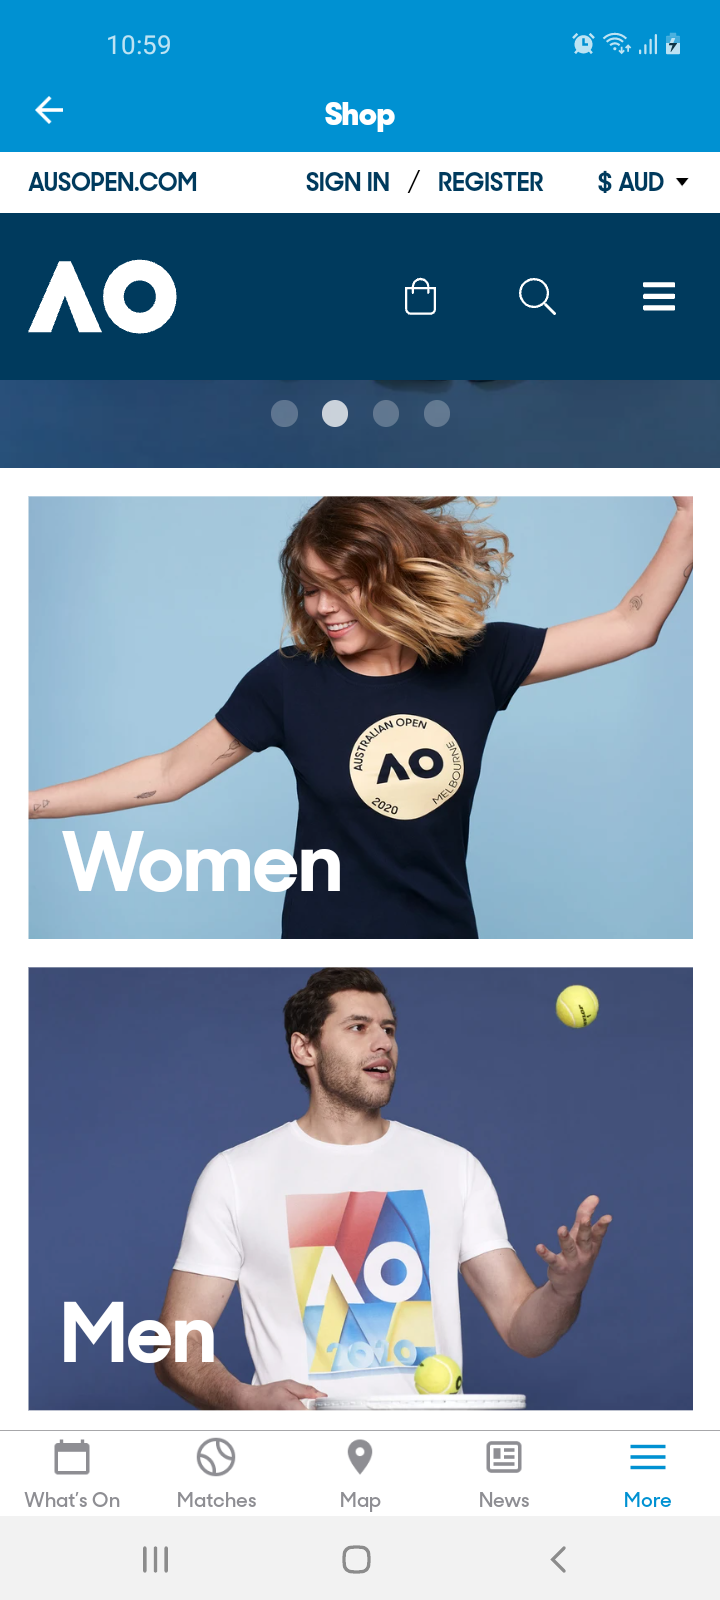 10:59
Shop
AUSOPEN.COM SIGN IN / REGISTER $ AUD
AO
AUSTRALIAN OPEN
AO
MELBOURNE
2020
Women
AO
2020
Men
What's On Matches Map News More